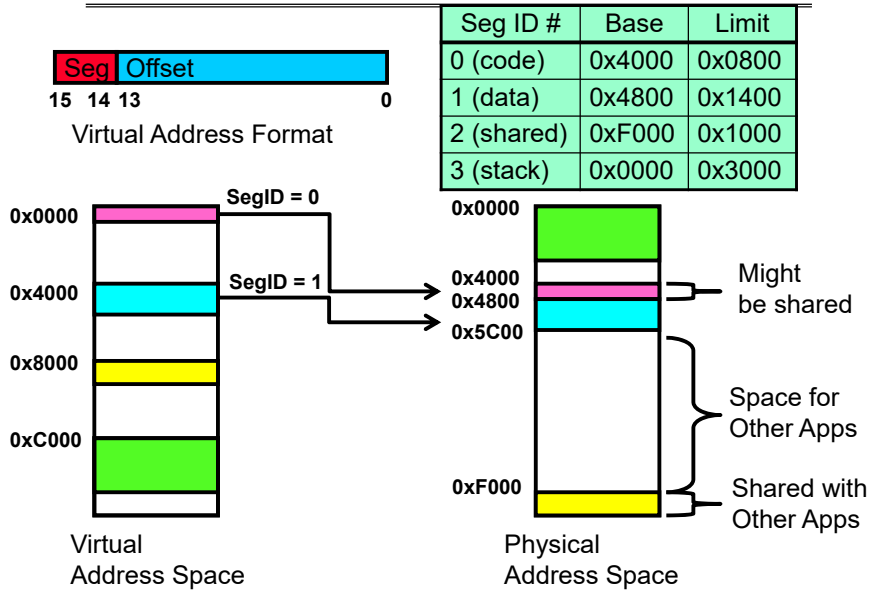 Seg ID # Base Limit
0 (code) 0x4000 0x0800
1 (data) 0x4800 0x1400
2 (shared) 0xF000 0x1000
3 (stack) 0x0000 0x3000
Seg Offset
15 14 13 0
Virtual Address Format
0x0000
0x4000
0x8000
0xC000
SegID = 0
SegID = 1
Virtual
Address Space
0x0000
0x4000
0x4800
0x5C00
0xF000
Might
be shared
Space for
Other Apps
Shared with
Other Apps
Physical
Address Space